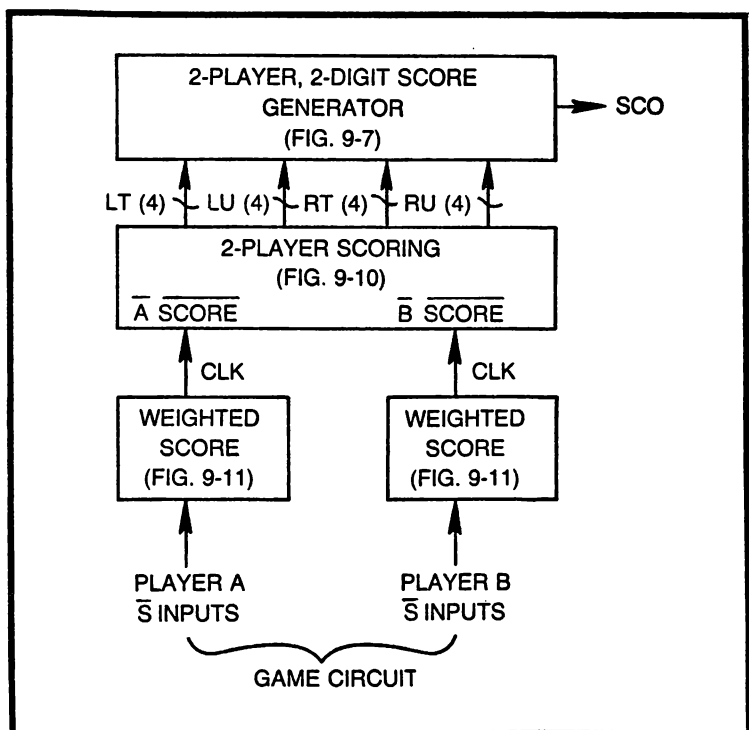 2-PLAYER, 2-DIGIT SCORE
GENERATOR
(FIG. 9-7)
SCO
LT (4) LU (4) RT (4) RU (4)
2-PLAYER SCORING
(FIG. 9-10)
A̅ S̅C̅O̅R̅E̅ B̅ S̅C̅O̅R̅E̅
CLK CLK
WEIGHTED WEIGHTED
SCORE SCORE
(FIG. 9-11) (FIG. 9-11)
PLAYER A PLAYER B
S̅ INPUTS S̅ INPUTS
GAME CIRCUIT